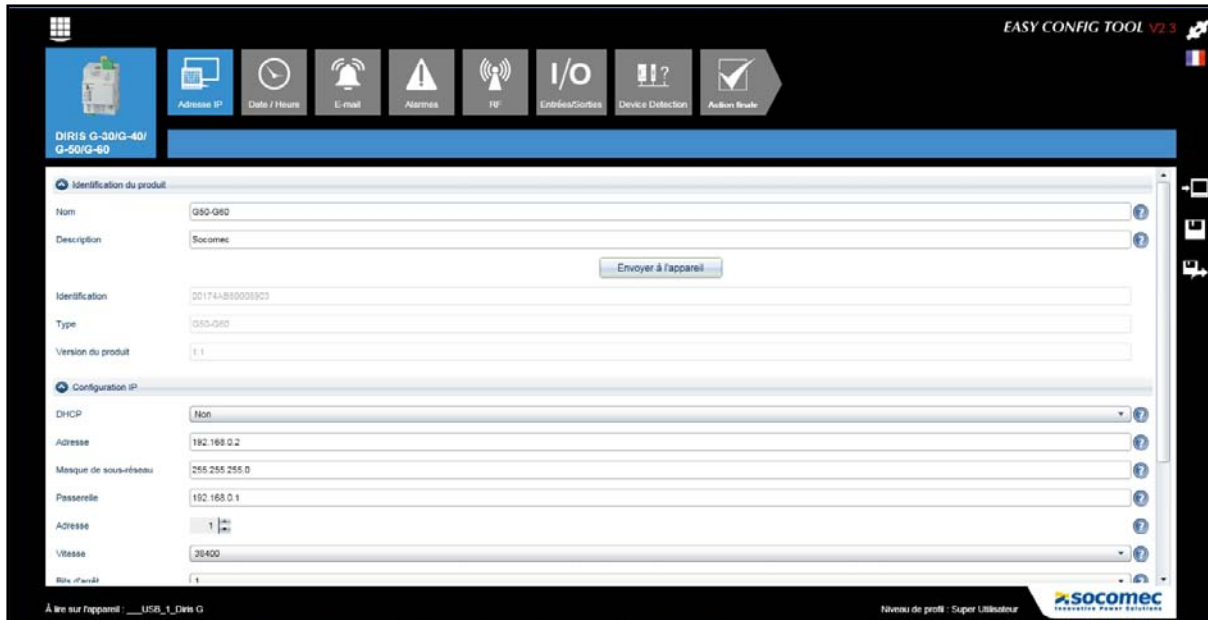 EASY CONFIG TOOL V2.3
Adresse IP
Date / Heure
E-mail
Alarmes
RF
I/O
Entrées/Sorties
Device Detection
Action finale
DIRIS G-30/G-40/
G-50/G-60
Identification du produit
Nom
G50-G60
Description
Socomec
Envoyer à l'appareil
Identification
Type
G50-G60
Version du produit
1.1
Configuration IP
DHCP
Non
Adresse
192.168.0.2
Masque de sous-réseau
255.255.255.0
Passerelle
192.168.0.1
Adresse
1
Vitesse
38400
Bits d'arrêt
1
À lire sur l'appareil : ___USB_1_Diris G
Niveau de profil : Super Utilisateur
socomec
Innovative Power Solutions